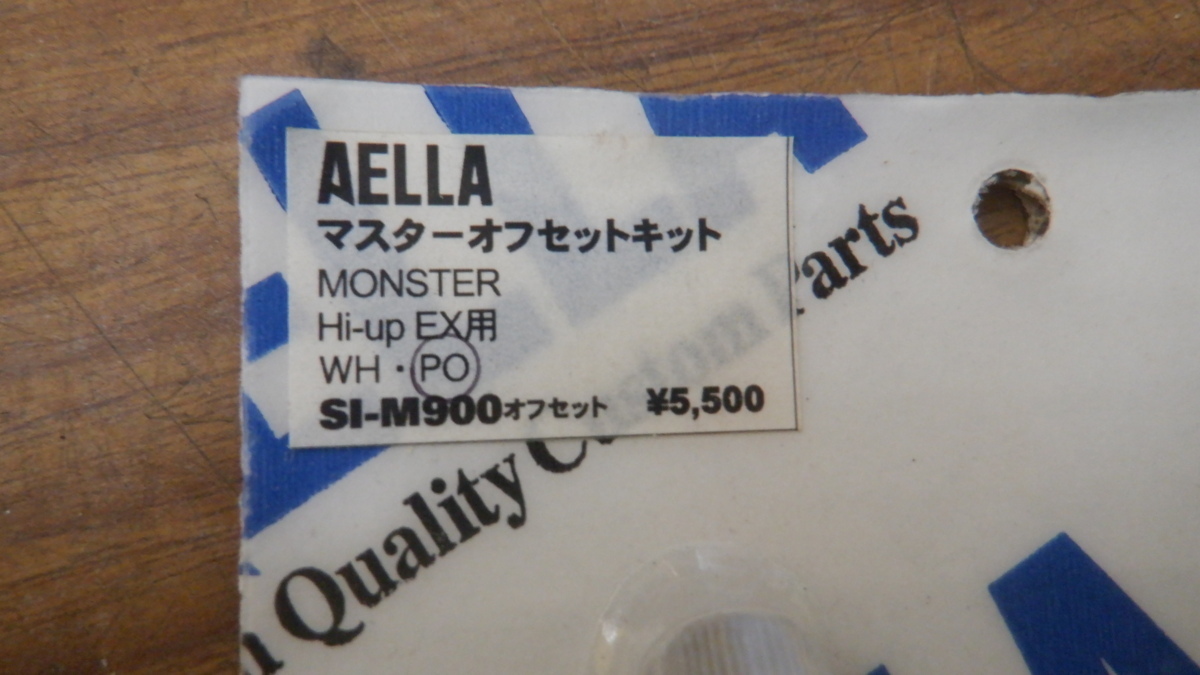 AELLA
マスターオフセットキット
MONSTER
Hi-up EX用
WH・PO
SI-M900オフセット ¥5,500
Quality Custom Parts